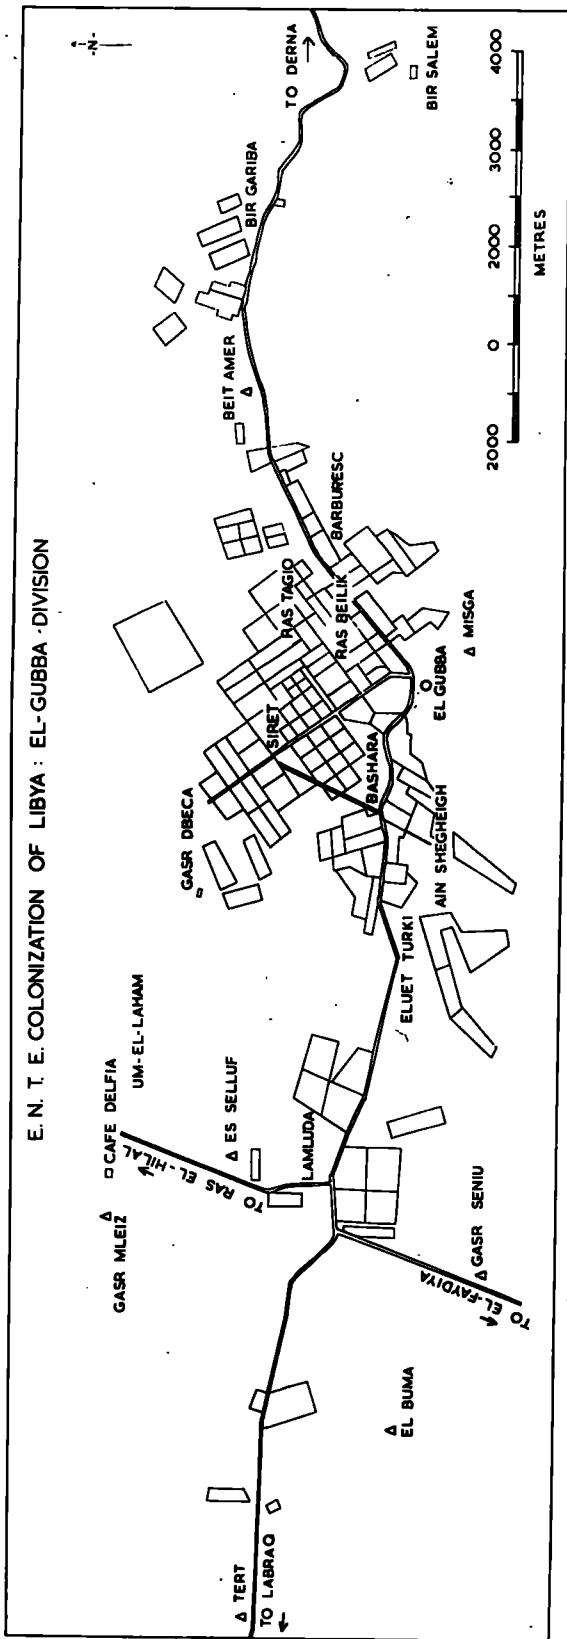 E. N. T. E. COLONIZATION OF LIBYA : EL-GUBBA - DIVISION
-N-
GASR MLEIZ
CAFE DELFIA
UM-EL-LAHAM
TO RAS EL-HILAL
ES SELLUF
TERT
TO LABRAQ
LAMLUDA
EL BUMA
GASR SENIU
TO EL-FAYDIYA
GASR DBECA
SIRET
RAS TAGIO
RAS BEILIK
BARBURESC
BASHARA
ELUET TURKI
AIN SHEGHEIGH
EL GUBBA
MISGA
BEIT AMER
BIR GARIBA
TO DERNA
BIR SALEM
2000 0 2000 3000 4000
METRES